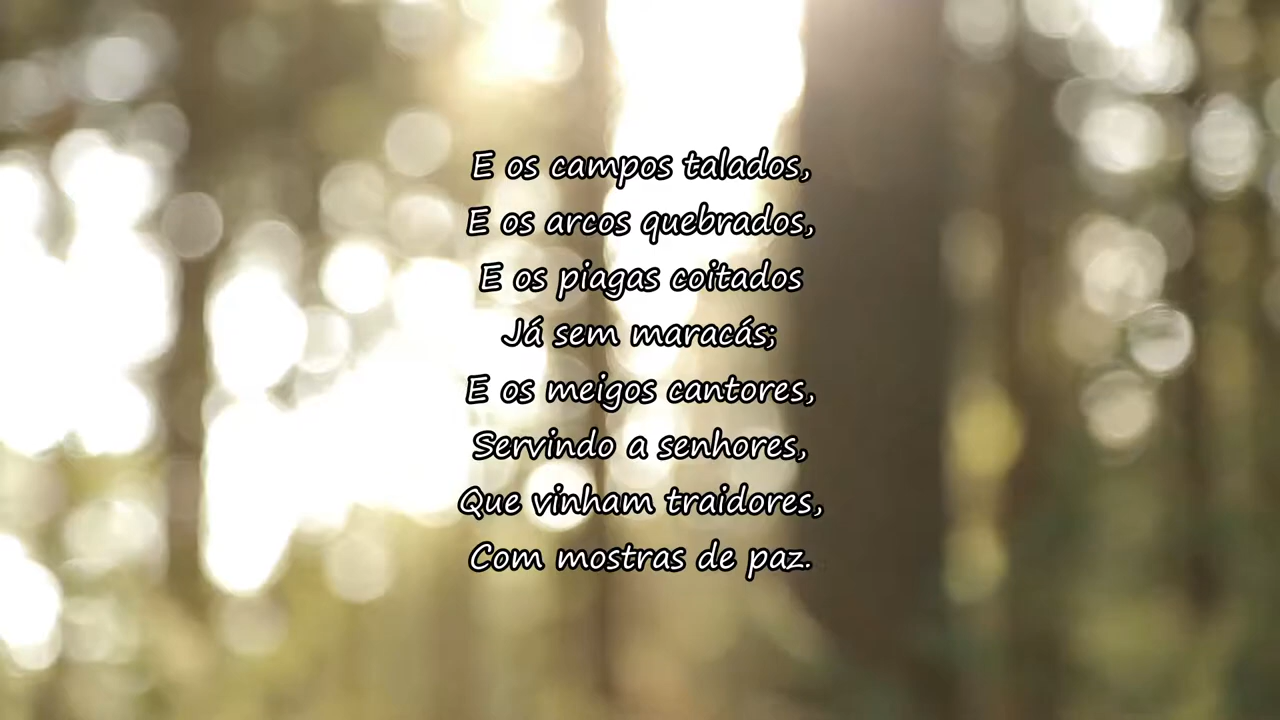 E os campos talados,
E os arcos quebrados,
E os piagas coitados
Já sem maracás;
E os meigos cantores,
Servindo a senhores,
Que vinham traidores,
Com mostras de paz.